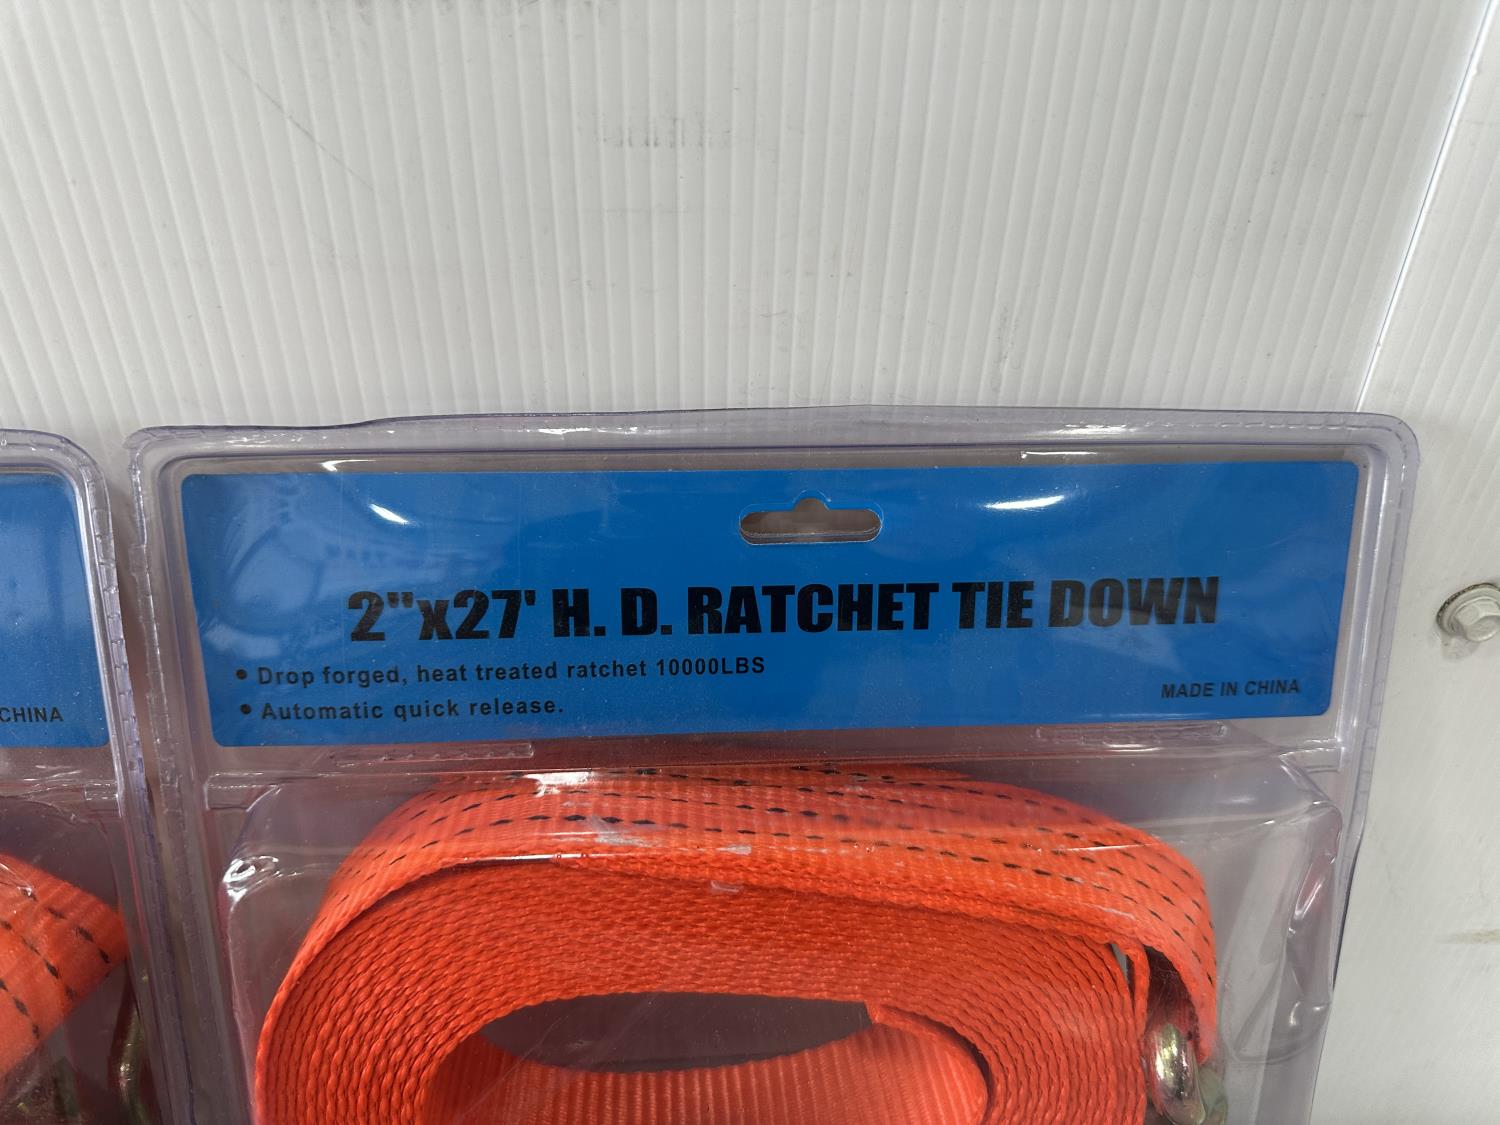 2"x27' H. D. RATCHET TIE DOWN
• Drop forged, heat treated ratchet 10000LBS
• Automatic quick release.
MADE IN CHINA
CHINA